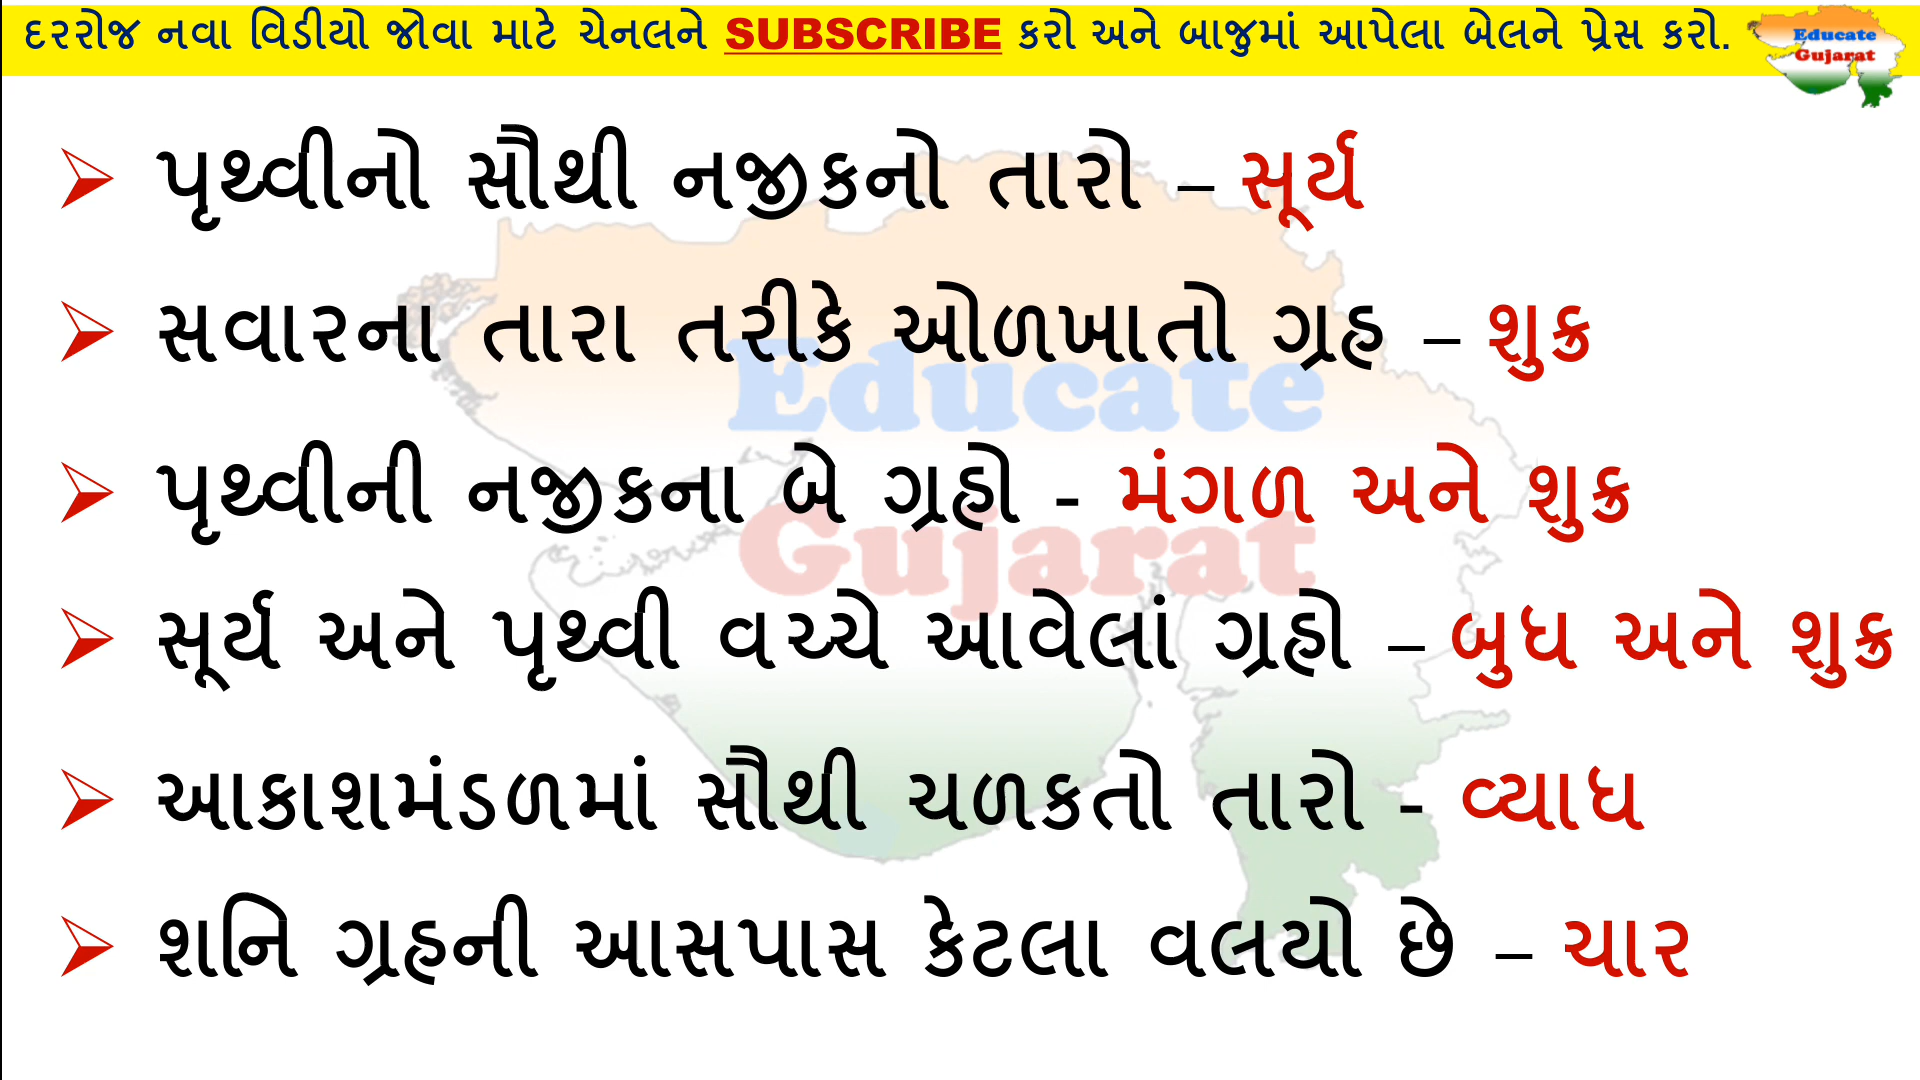 દરરોજ નવા વિડીયો જોવા માટે ચેનલને SUBSCRIBE કરો અને બાજુમાં આપેલા બેલને પ્રેસ કરો.
Educate
Gujarat
પૃથ્વીનો સૌથી નજીકનો તારો – સૂર્ય
સવારના તારા તરીકે ઓળખાતો ગ્રહ – શુક્ર
Educate
પૃથ્વીની નજીકના બે ગ્રહો - મંગળ અને શુક્ર
Gujarat
સૂર્ય અને પૃથ્વી વચ્ચે આવેલાં ગ્રહો – બુધ અને શુક્ર
આકાશમંડળમાં સૌથી ચળકતો તારો - વ્યાધ
શનિ ગ્રહની આસપાસ કેટલા વલયો છે – ચાર